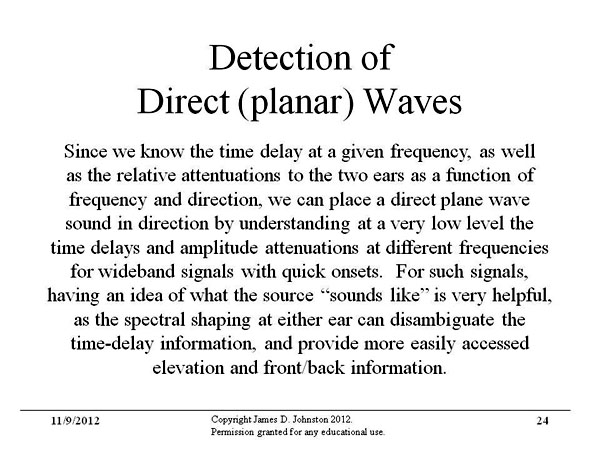 Detection of
Direct (planar) Waves
Since we know the time delay at a given frequency, as well
as the relative attentuations to the two ears as a function of
frequency and direction, we can place a direct plane wave
sound in direction by understanding at a very low level the
time delays and amplitude attenuations at different frequencies
for wideband signals with quick onsets.  For such signals,
having an idea of what the source “sounds like” is very helpful,
as the spectral shaping at either ear can disambiguate the
time-delay information, and provide more easily accessed
elevation and front/back information.
11/9/2012
Copyright James D. Johnston 2012.
Permission granted for any educational use.
24